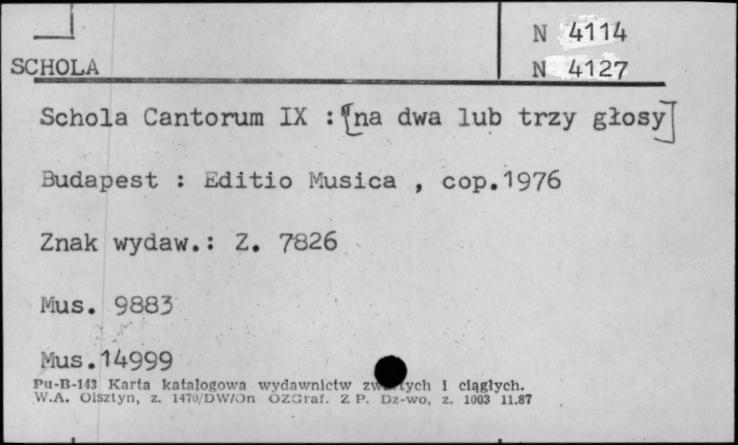 N 4114
SCHOLA N 4127
Schola Cantorum IX : [na dwa lub trzy głosy]
Budapest : Editio Musica , cop.1976
Znak wydaw.: Z. 7826
Mus. 9883
Mus.14999
Pu-B-143 Karta katalogowa wydawnictw zwartych i ciągłych.
W.A. Olsztyn, z. 1470/DW/On OZGraf. Z P. Dz-wo, z. 1003 11.87